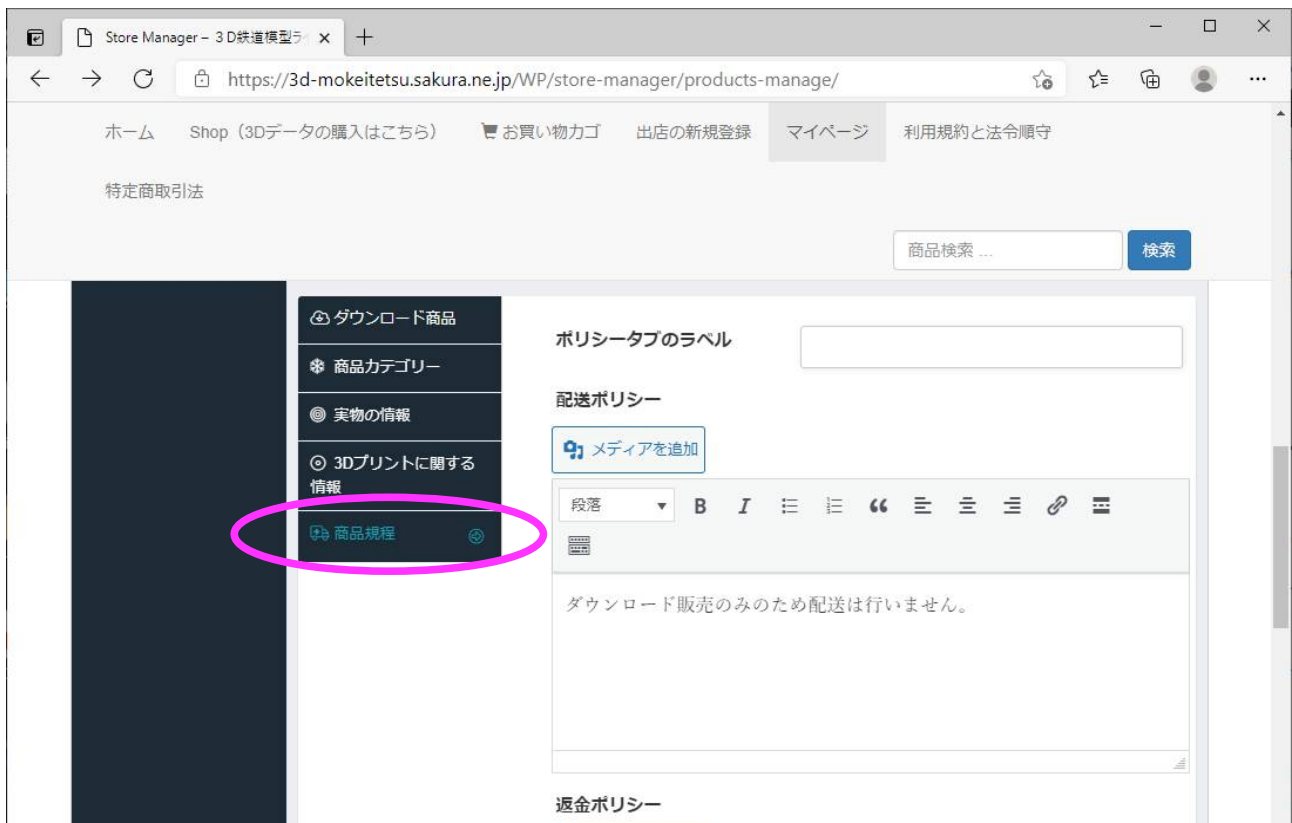 Store Manager – 3D鉄道模型ラ
https://3d-mokeitetsu.sakura.ne.jp/WP/store-manager/products-manage/
ホーム Shop（3Dデータの購入はこちら） お買い物カゴ 出店の新規登録 マイページ 利用規約と法令順守
特定商取引法
商品検索 ... 検索
ダウンロード商品
商品カテゴリー
実物の情報
3Dプリントに関する
情報
商品規程
ポリシータブのラベル
配送ポリシー
メディアを追加
段落 B I
ダウンロード販売のみのため配送は行いません。
返金ポリシー